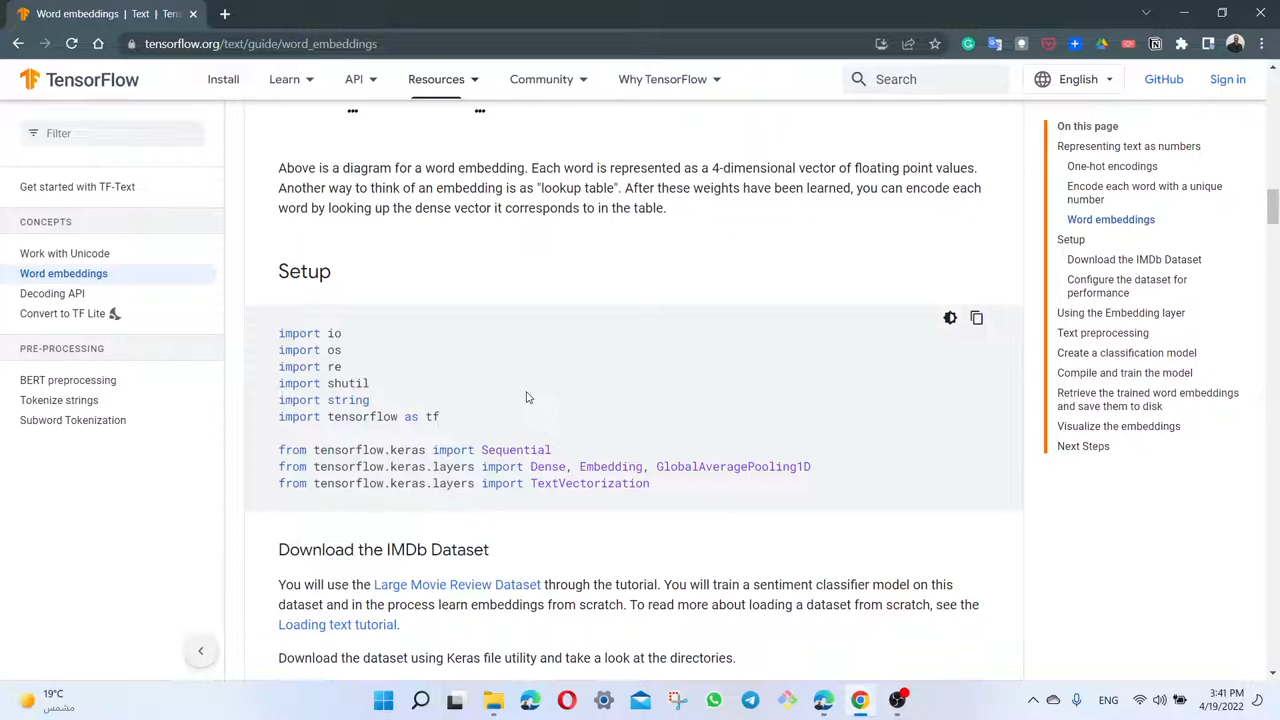 Word embeddings | Text | Tens
tensorflow.org/text/guide/word_embeddings
TensorFlow
Install
Learn
API
Resources
Community
Why TensorFlow
Search
English
GitHub
Sign in
Filter
Get started with TF-Text
CONCEPTS
Work with Unicode
Word embeddings
Decoding API
Convert to TF Lite
PRE-PROCESSING
BERT preprocessing
Tokenize strings
Subword Tokenization
... ...
Above is a diagram for a word embedding. Each word is represented as a 4-dimensional vector of floating point values.
Another way to think of an embedding is as "lookup table". After these weights have been learned, you can encode each
word by looking up the dense vector it corresponds to in the table.
Setup
import io
import os
import re
import shutil
import string
import tensorflow as tf
from tensorflow.keras import Sequential
from tensorflow.keras.layers import Dense, Embedding, GlobalAveragePooling1D
from tensorflow.keras.layers import TextVectorization
Download the IMDb Dataset
You will use the Large Movie Review Dataset through the tutorial. You will train a sentiment classifier model on this
dataset and in the process learn embeddings from scratch. To read more about loading a dataset from scratch, see the
Loading text tutorial.
Download the dataset using Keras file utility and take a look at the directories.
On this page
Representing text as numbers
One-hot encodings
Encode each word with a unique
number
Word embeddings
Setup
Download the IMDb Dataset
Configure the dataset for
performance
Using the Embedding layer
Text preprocessing
Create a classification model
Compile and train the model
Retrieve the trained word embeddings
and save them to disk
Visualize the embeddings
Next Steps
19°C
مشمس
ENG
3:41 PM
4/19/2022